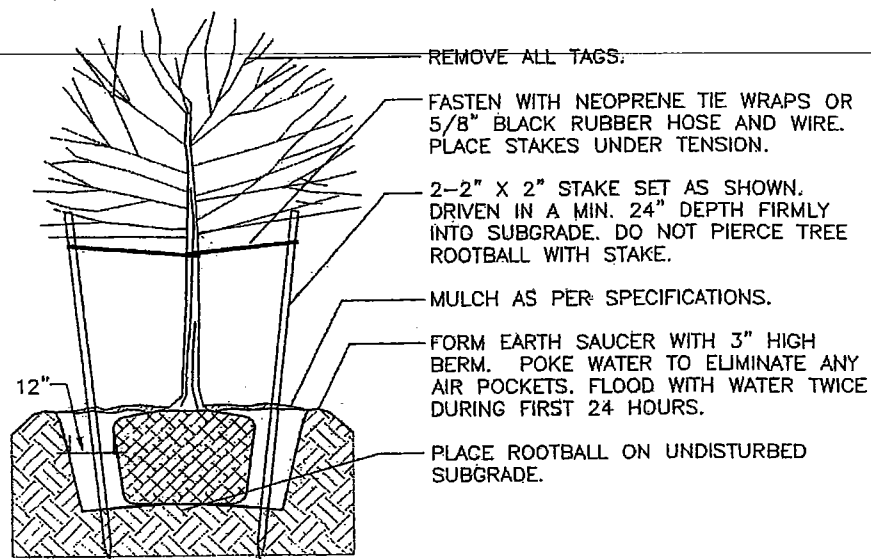 REMOVE ALL TAGS.
FASTEN WITH NEOPRENE TIE WRAPS OR
5/8" BLACK RUBBER HOSE AND WIRE.
PLACE STAKES UNDER TENSION.
2-2" X 2" STAKE SET AS SHOWN.
DRIVEN IN A MIN. 24" DEPTH FIRMLY
INTO SUBGRADE. DO NOT PIERCE TREE
ROOTBALL WITH STAKE.
MULCH AS PER SPECIFICATIONS.
FORM EARTH SAUCER WITH 3" HIGH
BERM. POKE WATER TO ELIMINATE ANY
AIR POCKETS. FLOOD WITH WATER TWICE
DURING FIRST 24 HOURS.
12"
PLACE ROOTBALL ON UNDISTURBED
SUBGRADE.